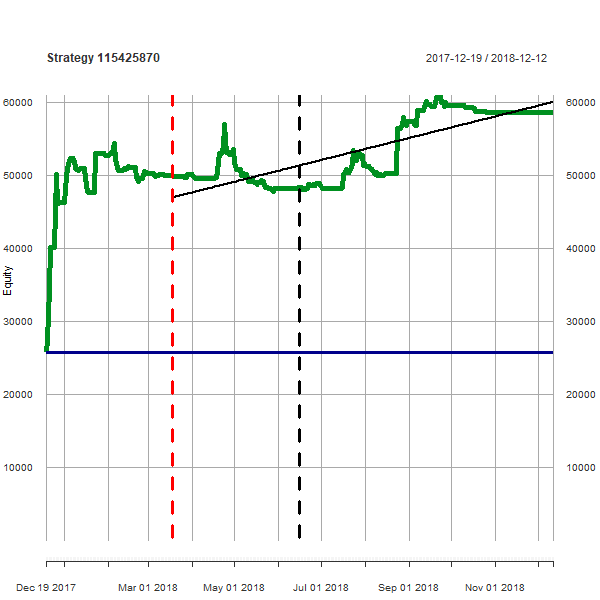 Strategy 115425870
2017-12-19 / 2018-12-12
60000
60000
50000
50000
40000
40000
Equity
30000
30000
20000
20000
10000
10000
Dec 19 2017
Mar 01 2018
May 01 2018
Jul 01 2018
Sep 01 2018
Nov 01 2018